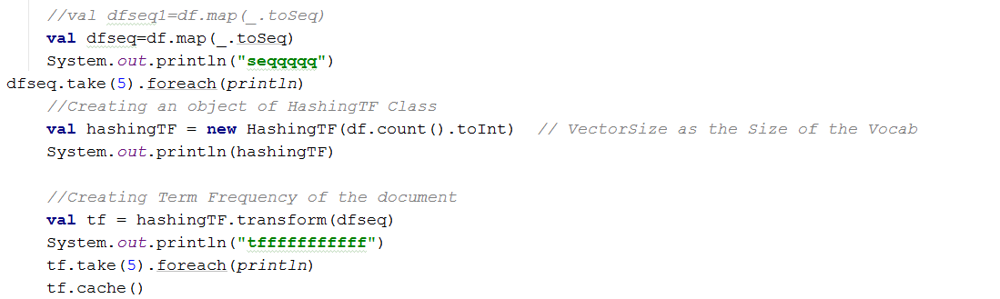 //val dfseq1=df.map(_.toSeq)
val dfseq=df.map(_.toSeq)
System.out.println("seqqqqq")
dfseq.take(5).foreach(println)
//Creating an object of HashingTF Class
val hashingTF = new HashingTF(df.count().toInt)  // VectorSize as the Size of the Vocab
System.out.println(hashingTF)
//Creating Term Frequency of the document
val tf = hashingTF.transform(dfseq)
System.out.println("tfffffffffff")
tf.take(5).foreach(println)
tf.cache()